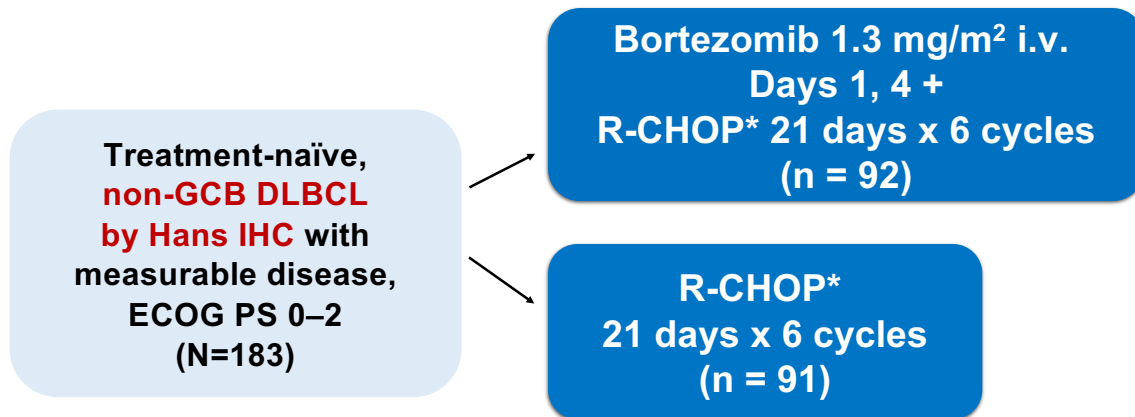 Treatment-naïve,
non-GCB DLBCL
by Hans IHC with
measurable disease,
ECOG PS 0–2
(N=183)
Bortezomib 1.3 mg/m² i.v.
Days 1, 4 +
R-CHOP* 21 days x 6 cycles
(n = 92)
R-CHOP*
21 days x 6 cycles
(n = 91)